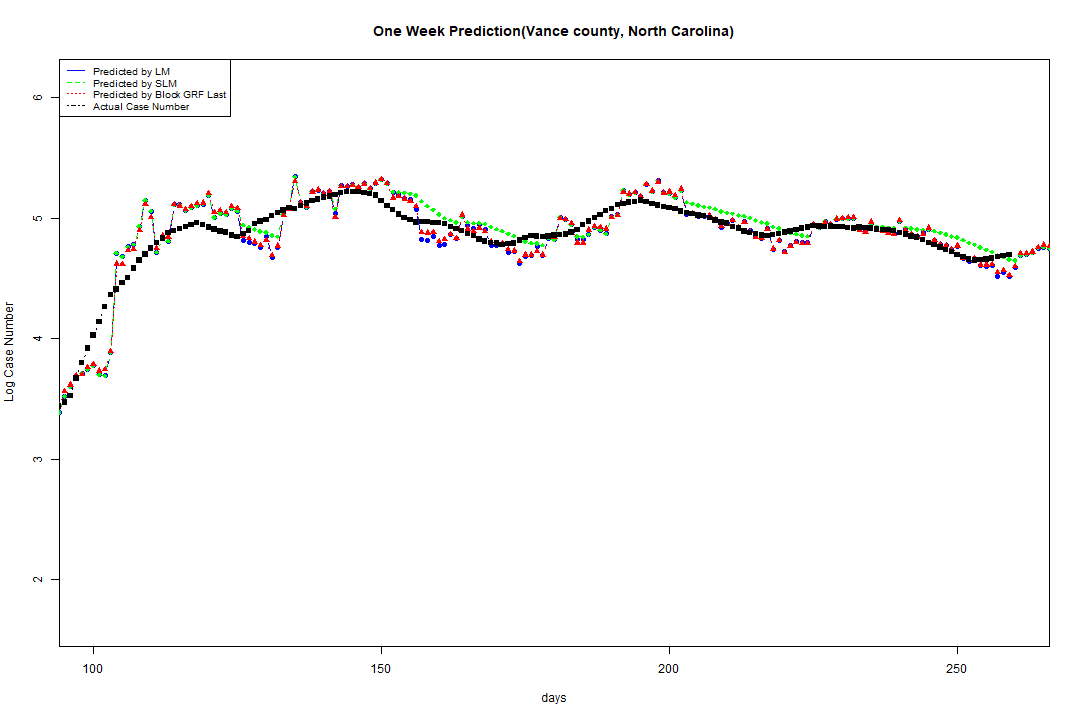 One Week Prediction(Vance county, North Carolina)
Predicted by LM
Predicted by SLM
Predicted by Block GRF Last
Actual Case Number
6
5
4
3
2
Log Case Number
100 150 200 250
days